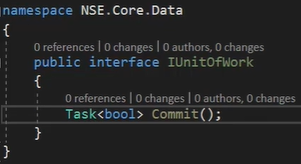 namespace NSE.Core.Data
{
0 references | 0 changes | 0 authors, 0 changes
public interface IUnitOfWork
{
0 references | 0 changes | 0 authors, 0 changes
Task<bool> Commit();
}
}